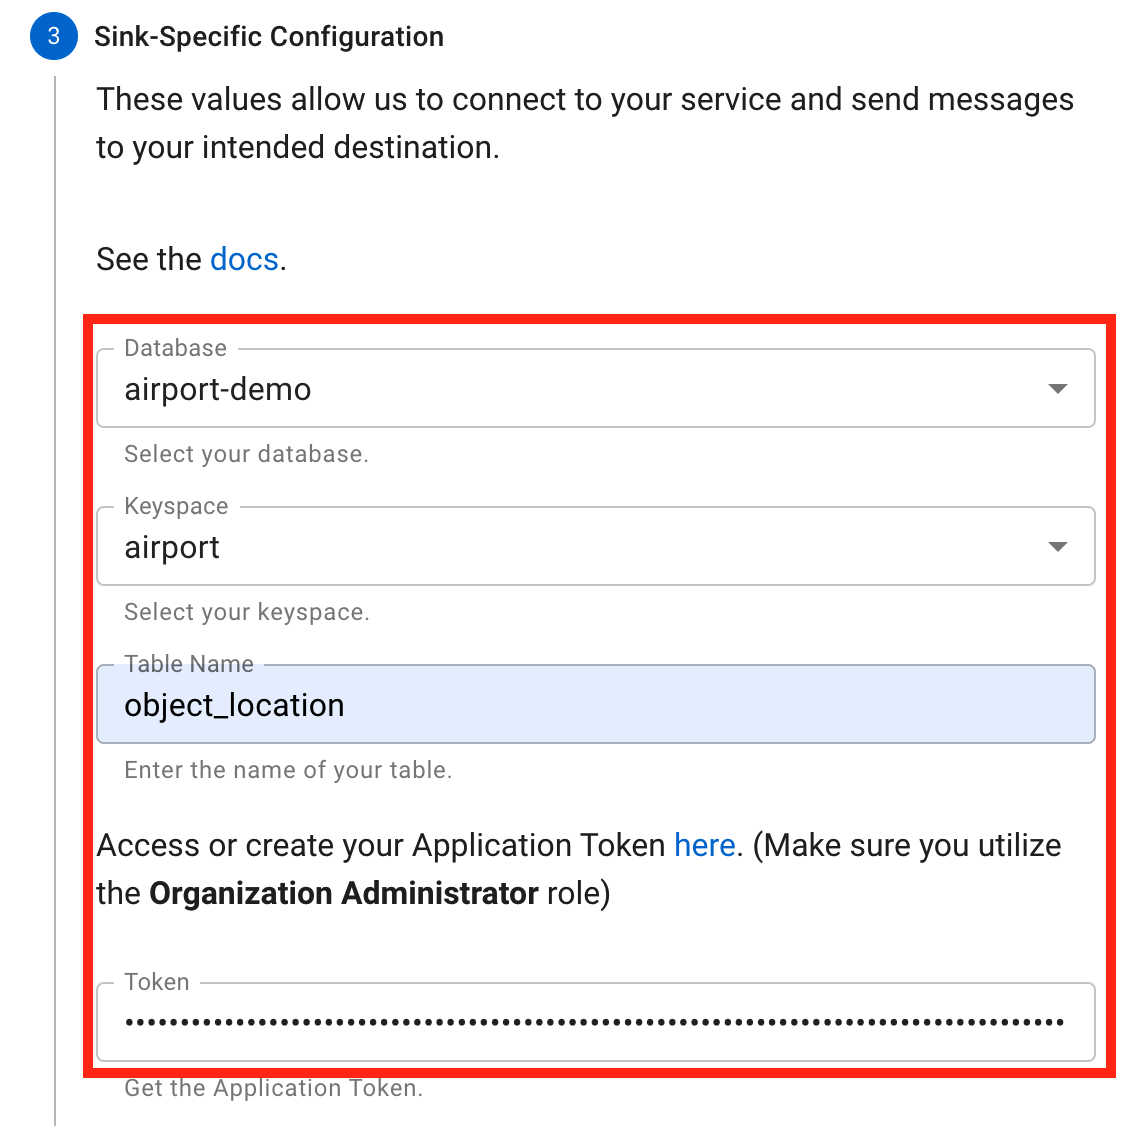 3 Sink-Specific Configuration
These values allow us to connect to your service and send messages
to your intended destination.
See the docs.
Database
airport-demo
Select your database.
Keyspace
airport
Select your keyspace.
Table Name
object_location
Enter the name of your table.
Access or create your Application Token here. (Make sure you utilize
the Organization Administrator role)
Token
Get the Application Token.